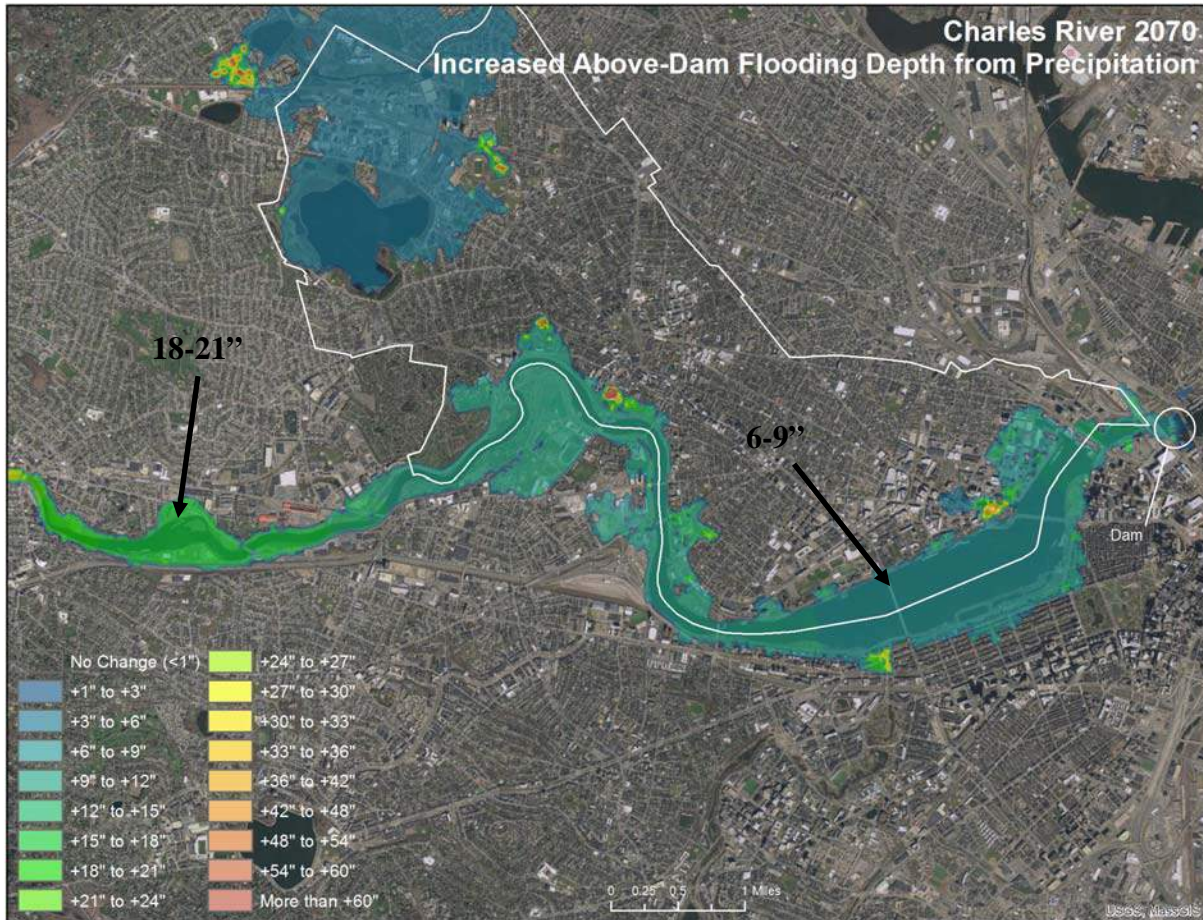 Charles River 2070
Increased Above-Dam Flooding Depth from Precipitation
18-21”
6-9”
Dam
No Change (<1")
+1" to +3"
+3" to +6"
+6" to +9"
+9" to +12"
+12" to +15"
+15" to +18"
+18" to +21"
+21" to +24"
+24" to +27"
+27" to +30"
+30" to +33"
+33" to +36"
+36" to +42"
+42" to +48"
+48" to +54"
+54" to +60"
More than +60"
0 0.25 0.5 1 Miles